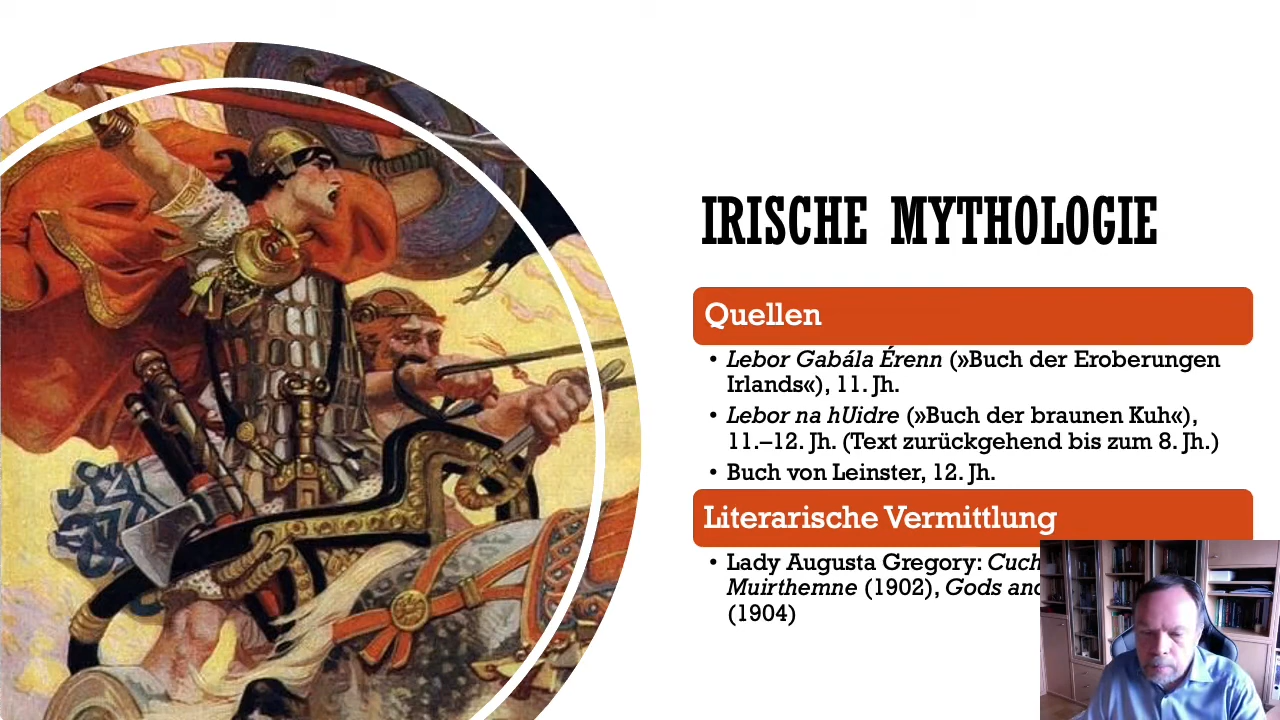 IRISCHE MYTHOLOGIE
Quellen
• Lebor Gabála Érenn (»Buch der Eroberungen
Irlands«), 11. Jh.
• Lebor na hUidre (»Buch der braunen Kuh«),
11.–12. Jh. (Text zurückgehend bis zum 8. Jh.)
• Buch von Leinster, 12. Jh.
Literarische Vermittlung
• Lady Augusta Gregory:
Muirthemne (1902), Gods
(1904)